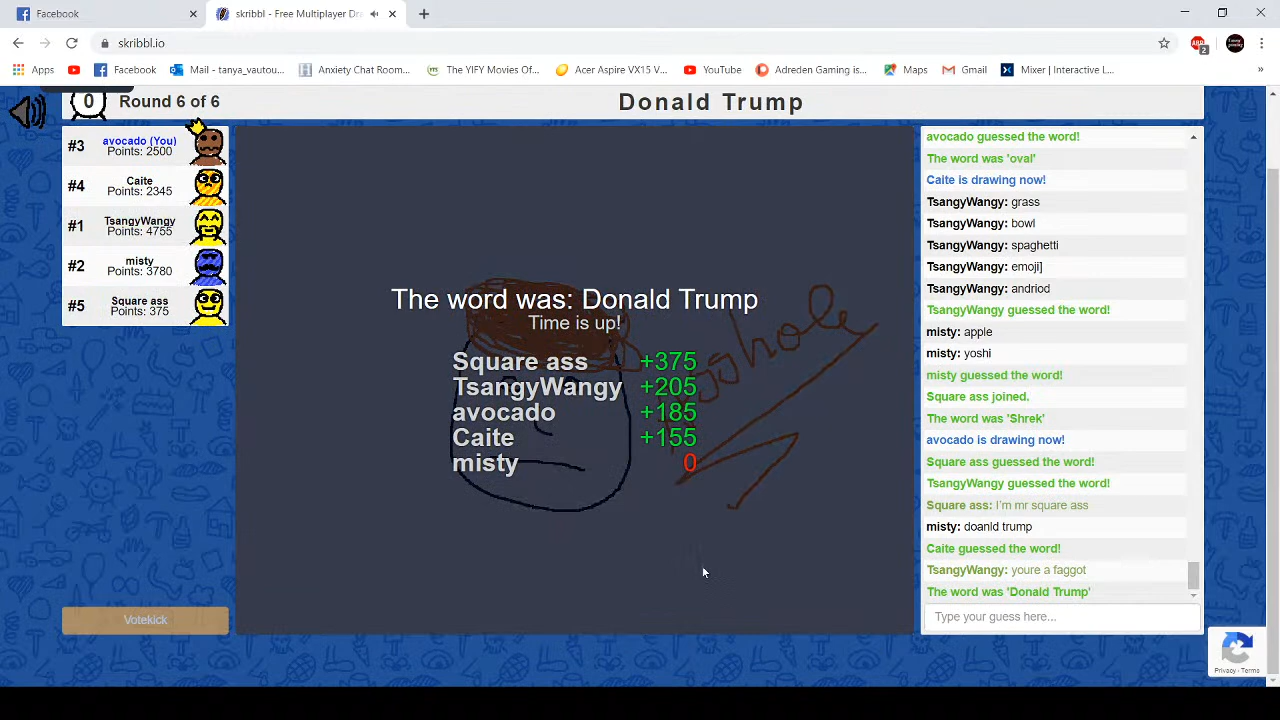 Facebook
skribbl - Free Multiplayer Dra
skribbl.io
Apps
Facebook
Mail - tanya_vautou...
Anxiety Chat Room...
The YIFY Movies Of...
Acer Aspire VX15 V...
YouTube
Adreden Gaming is...
Maps
Gmail
Mixer | Interactive L...
ABP
2
0
Round 6 of 6
Donald Trump
#3 avocado (You)
Points: 2500
#4 Caite
Points: 2345
#1 TsangyWangy
Points: 4755
#2 misty
Points: 3780
#5 Square ass
Points: 375
Votekick
The word was: Donald Trump
Time is up!
Square ass +375
TsangyWangy +205
avocado +185
Caite +155
misty 0
avocado guessed the word!
The word was 'oval'
Caite is drawing now!
TsangyWangy: grass
TsangyWangy: bowl
TsangyWangy: spaghetti
TsangyWangy: emoji]
TsangyWangy: andriod
TsangyWangy guessed the word!
misty: apple
misty: yoshi
misty guessed the word!
Square ass joined.
The word was 'Shrek'
avocado is drawing now!
Square ass guessed the word!
TsangyWangy guessed the word!
Square ass: I'm mr square ass
misty: doanld trump
Caite guessed the word!
TsangyWangy: youre a faggot
The word was 'Donald Trump'
Type your guess here...
Privacy - Terms